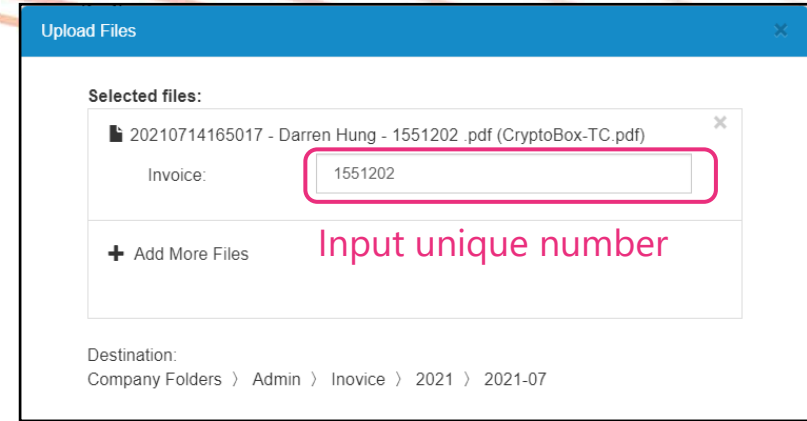 Upload Files
Selected files:
20210714165017 - Darren Hung - 1551202 .pdf (CryptoBox-TC.pdf)
Invoice: 1551202
Add More Files
Input unique number
Destination:
Company Folders 〉 Admin 〉 Inovice 〉 2021 〉 2021-07